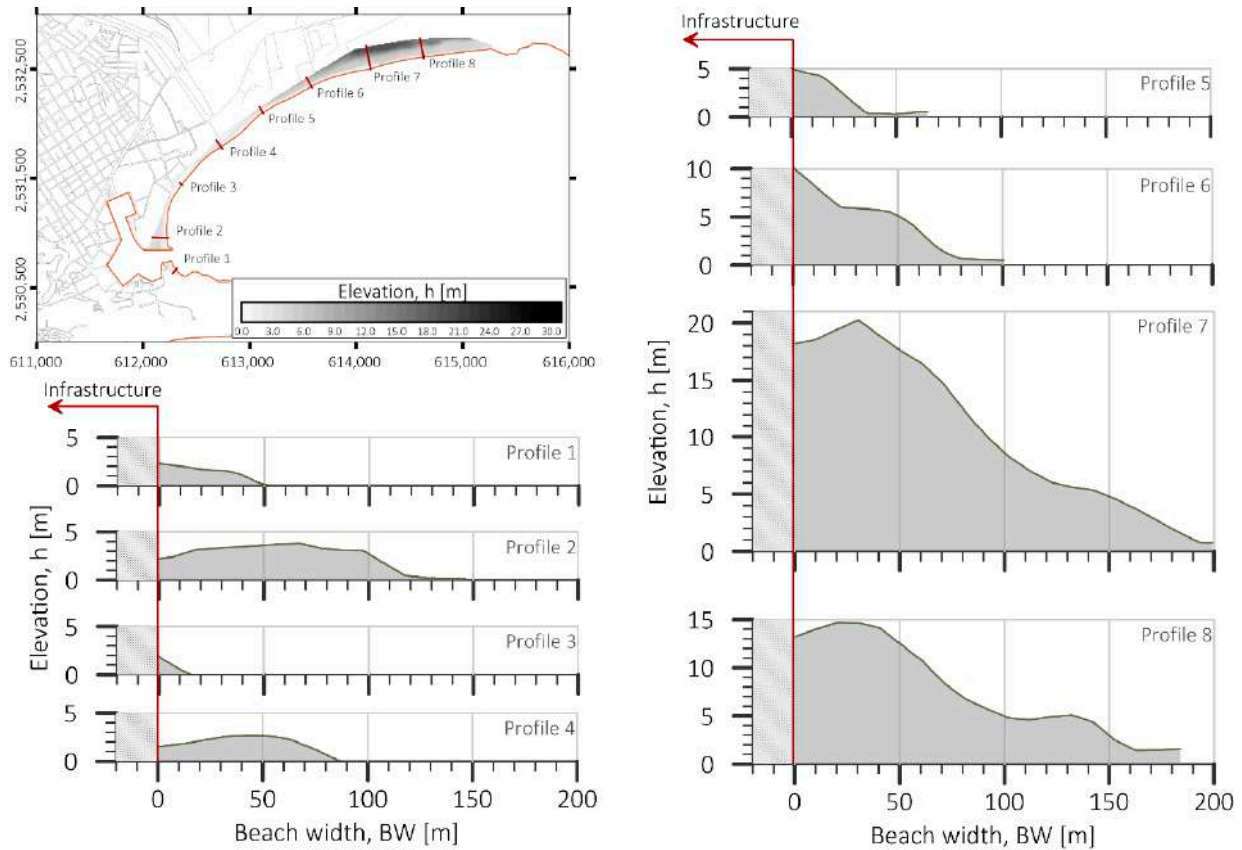 2,532,500
2,531,500
2,530,500
Profile 8
Profile 7
Profile 6
Profile 5
Profile 4
Profile 3
Profile 2
Profile 1
Elevation, h [m]
0.0 3.0 6.0 9.0 12.0 15.0 18.0 21.0 24.0 27.0 30.0
611,000 612,000 613,000 614,000 615,000 616,000
Infrastructure
Elevation, h [m]
5
0
Profile 1
5
0
Profile 2
5
0
Profile 3
5
0
Profile 4
0 50 100 150 200
Beach width, BW [m]
Infrastructure
Elevation, h [m]
5
0
Profile 5
10
5
0
Profile 6
20
15
10
5
0
Profile 7
15
10
5
0
Profile 8
0 50 100 150 200
Beach width, BW [m]